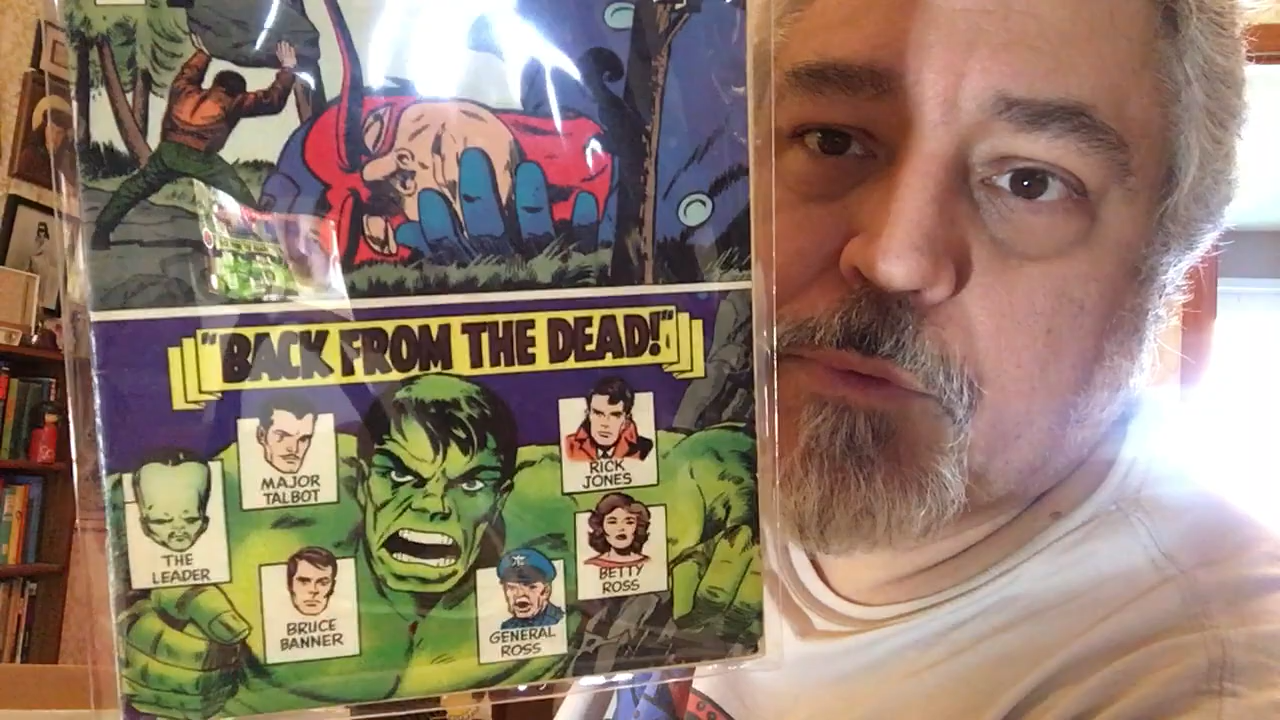 "BACK FROM THE DEAD!"
RICK
JONES
MAJOR
TALBOT
THE
LEADER
BETTY
ROSS
BRUCE
BANNER
GENERAL
ROSS